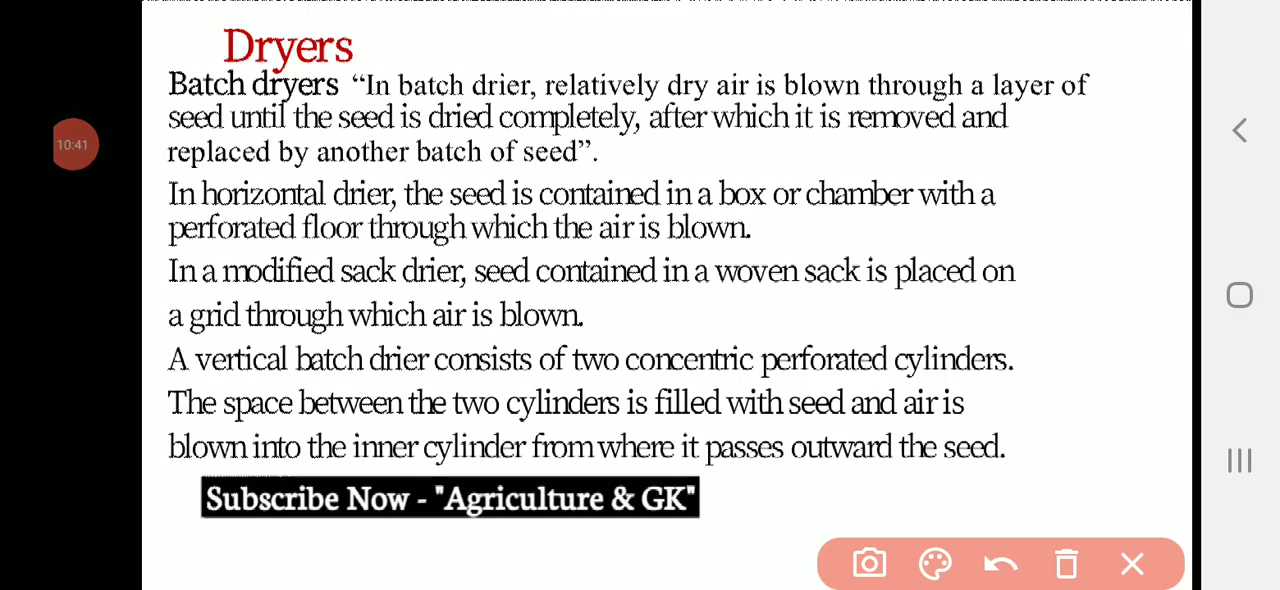 Dryers
Batch dryers “In batch drier, relatively dry air is blown through a layer of
seed until the seed is dried completely, after which it is removed and
replaced by another batch of seed”.
In horizontal drier, the seed is contained in a box or chamber with a
perforated floor through which the air is blown.
In a modified sack drier, seed contained in a woven sack is placed on
a grid through which air is blown.
A vertical batch drier consists of two concentric perforated cylinders.
The space between the two cylinders is filled with seed and air is
blown into the inner cylinder from where it passes outward the seed.
Subscribe Now - "Agriculture & GK"
10:41